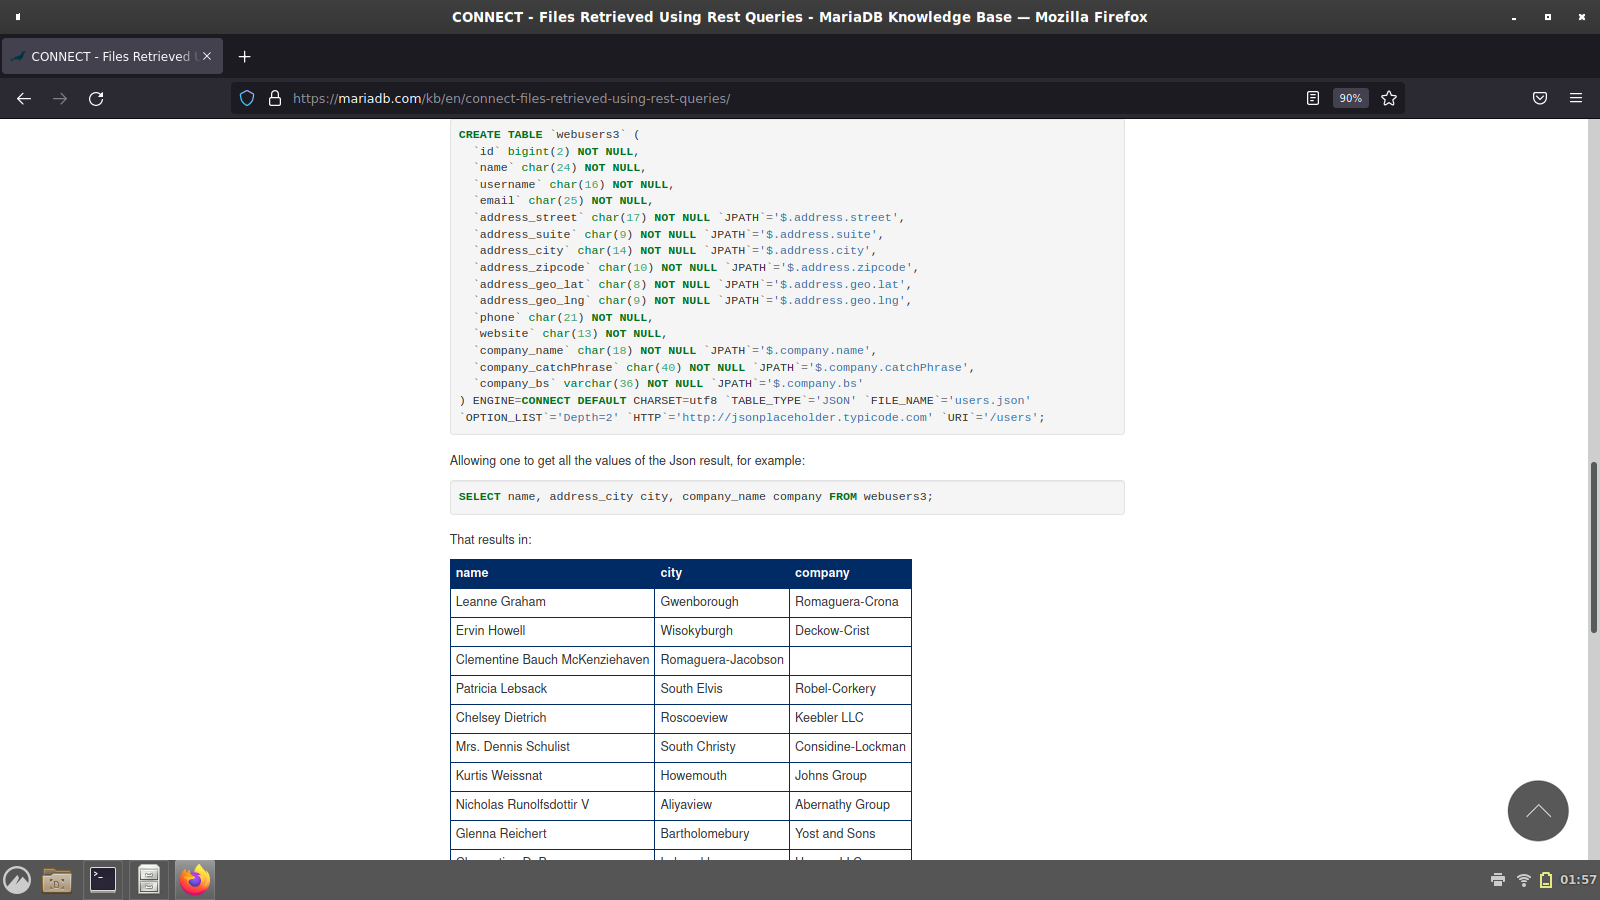 CONNECT - Files Retrieved Using Rest Queries - MariaDB Knowledge Base — Mozilla Firefox
CONNECT - Files Retrieved
https://mariadb.com/kb/en/connect-files-retrieved-using-rest-queries/
90%
CREATE TABLE `webusers3` (
`id` bigint(2) NOT NULL,
`name` char(24) NOT NULL,
`username` char(16) NOT NULL,
`email` char(25) NOT NULL,
`address_street` char(17) NOT NULL `JPATH`='$.address.street',
`address_suite` char(9) NOT NULL `JPATH`='$.address.suite',
`address_city` char(14) NOT NULL `JPATH`='$.address.city',
`address_zipcode` char(10) NOT NULL `JPATH`='$.address.zipcode',
`address_geo_lat` char(8) NOT NULL `JPATH`='$.address.geo.lat',
`address_geo_lng` char(9) NOT NULL `JPATH`='$.address.geo.lng',
`phone` char(21) NOT NULL,
`website` char(13) NOT NULL,
`company_name` char(18) NOT NULL `JPATH`='$.company.name',
`company_catchPhrase` char(40) NOT NULL `JPATH`='$.company.catchPhrase',
`company_bs` varchar(36) NOT NULL `JPATH`='$.company.bs'
) ENGINE=CONNECT DEFAULT CHARSET=utf8 `TABLE_TYPE`='JSON' `FILE_NAME`='users.json'
`OPTION_LIST`='Depth=2' `HTTP`='http://jsonplaceholder.typicode.com' `URI`='/users';
Allowing one to get all the values of the Json result, for example:
SELECT name, address_city city, company_name company FROM webusers3;
That results in:
name city company
Leanne Graham Gwenborough Romaguera-Crona
Ervin Howell Wisokyburgh Deckow-Crist
Clementine Bauch McKenziehaven Romaguera-Jacobson
Patricia Lebsack South Elvis Robel-Corkery
Chelsey Dietrich Roscoeview Keebler LLC
Mrs. Dennis Schulist South Christy Considine-Lockman
Kurtis Weissnat Howemouth Johns Group
Nicholas Runolfsdottir V Aliyaview Abernathy Group
Glenna Reichert Bartholomebury Yost and Sons
01:57